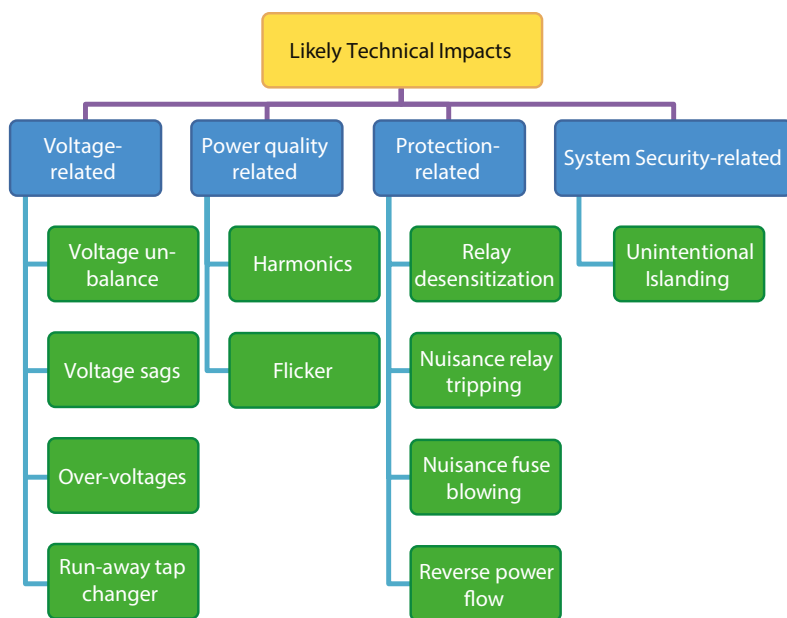 Likely Technical Impacts
Voltage-
related
Power quality
related
Protection-
related
System Security-related
Voltage un-
balance
Voltage sags
Over-voltages
Run-away tap
changer
Harmonics
Flicker
Relay
desensitization
Nuisance relay
tripping
Nuisance fuse
blowing
Reverse power
flow
Unintentional
Islanding